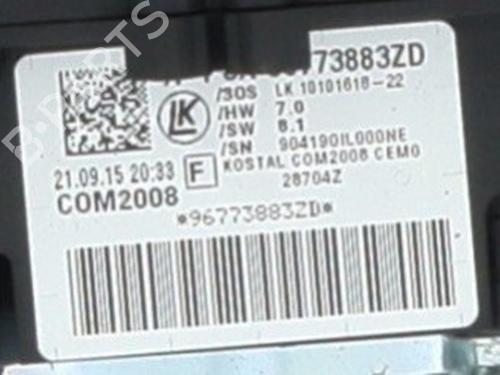 96773883ZD
/30S LK 10101618-22
LK
/HW 7.0
/SW 8.1
/SN 904190IL000NE
21.09.15 20:33 F KOSTAL COM2008 CEM0
COM2008 28704Z
*96773883ZD*